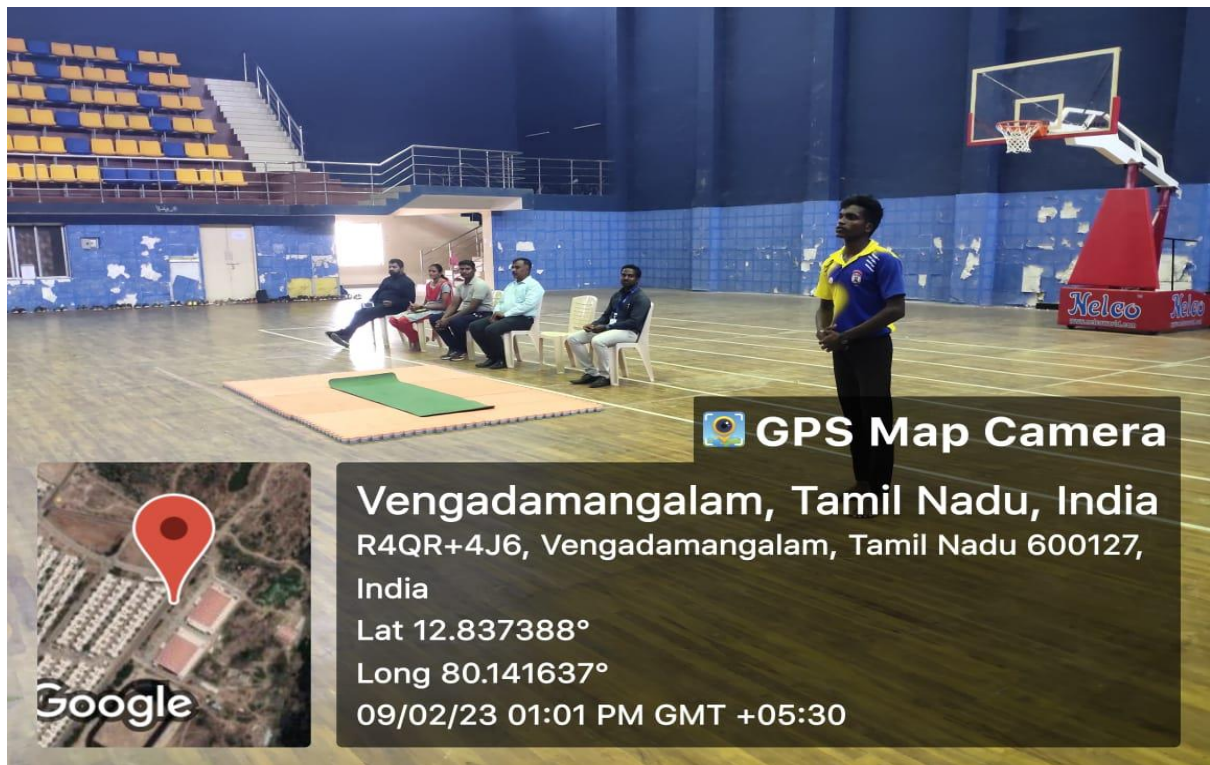 Nelco
Nelco
GPS Map Camera
Vengadamangalam, Tamil Nadu, India
R4QR+4J6, Vengadamangalam, Tamil Nadu 600127,
India
Lat 12.837388°
Long 80.141637°
09/02/23 01:01 PM GMT +05:30
Google